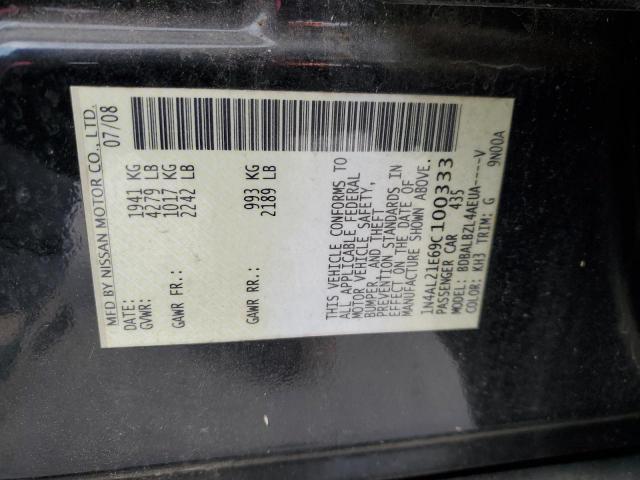 MFD BY NISSAN MOTOR CO., LTD.
DATE: 07/08
GVWR: 1941 KG
4279 LB
GAWR FR.: 1017 KG
2242 LB
GAWR RR: 993 KG
2189 LB
THIS VEHICLE CONFORMS TO
ALL APPLICABLE FEDERAL
MOTOR VEHICLE SAFETY,
BUMPER, AND THEFT
PREVENTION STANDARDS IN
EFFECT ON THE DATE OF
MANUFACTURE SHOWN ABOVE.
1N4AL21E69C100333
PASSENGER CAR 435
MODEL: BDBALBZL4AEUA-----V
COLOR: KH3 TRIM: G 9N00A